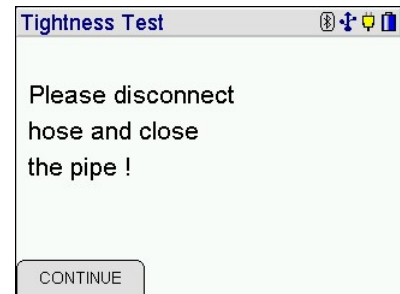 Tightness Test
Please disconnect
hose and close
the pipe !
CONTINUE